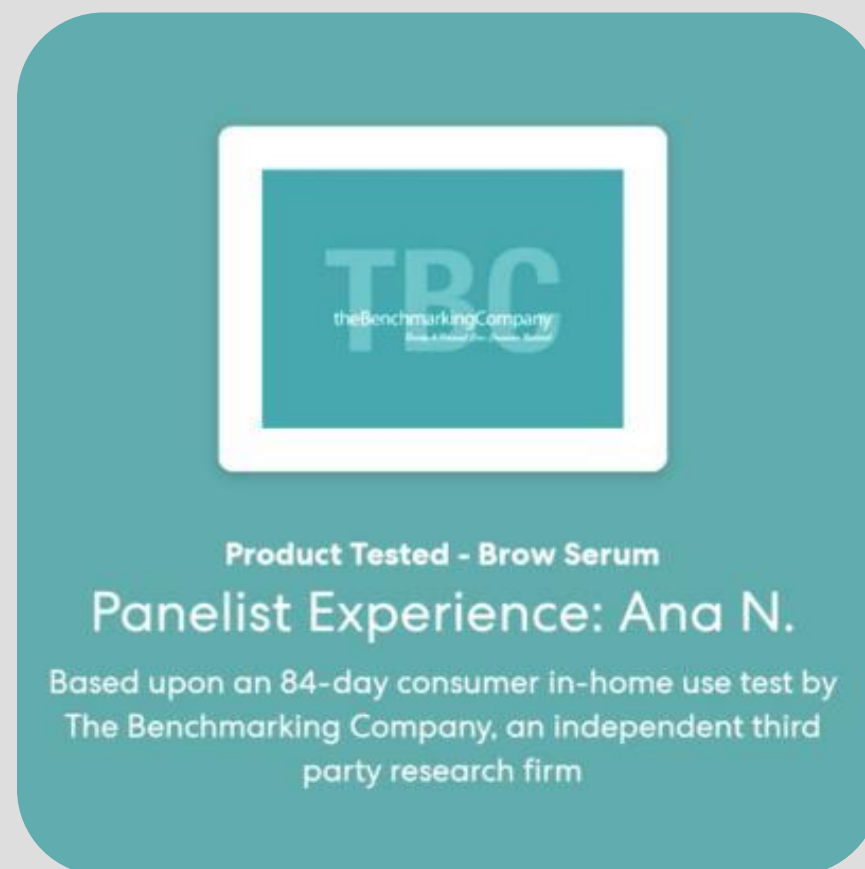 TBC
theBenchmarkingCompany
Product Tested - Brow Serum
Panelist Experience: Ana N.
Based upon an 84-day consumer in-home use test by
The Benchmarking Company, an independent third
party research firm